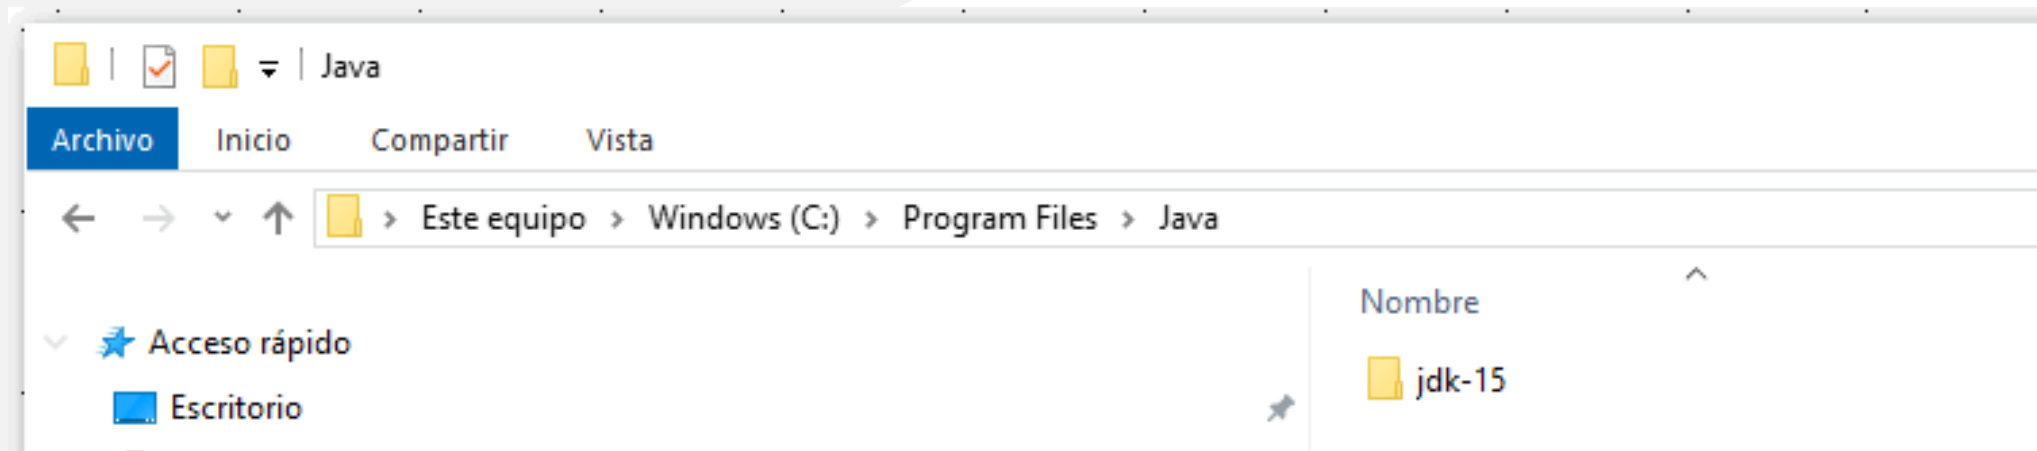 Java
Archivo Inicio Compartir Vista
Este equipo > Windows (C:) > Program Files > Java
Nombre
Acceso rápido
jdk-15
Escritorio